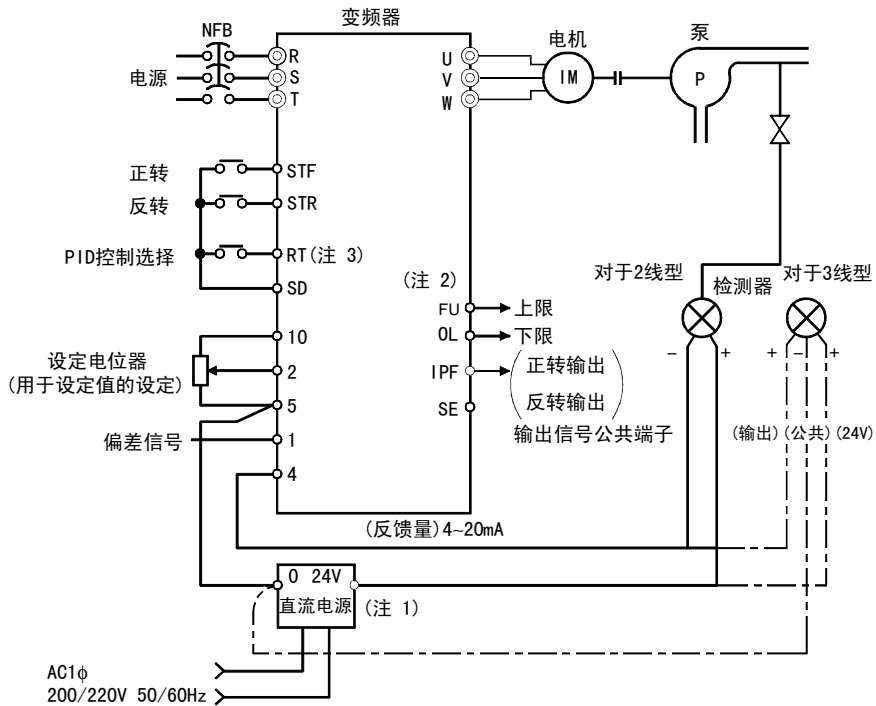 变频器
NFB
电源
R
S
T
U
V
W
电机
IM
泵
P
正转
STF
反转
STR
PID控制选择
RT(注 3)
SD
(注 2)
FU
上限
OL
下限
IPF
正转输出
反转输出
SE
输出信号公共端子
10
设定电位器
(用于设定值的设定)
2
5
偏差信号
1
4
对于2线型
检测器
对于3线型
- +
+ - +
(输出)(公共)(24V)
(反馈量)4~20mA
0 24V
直流电源
(注 1)
AC1ϕ
200/220V 50/60Hz